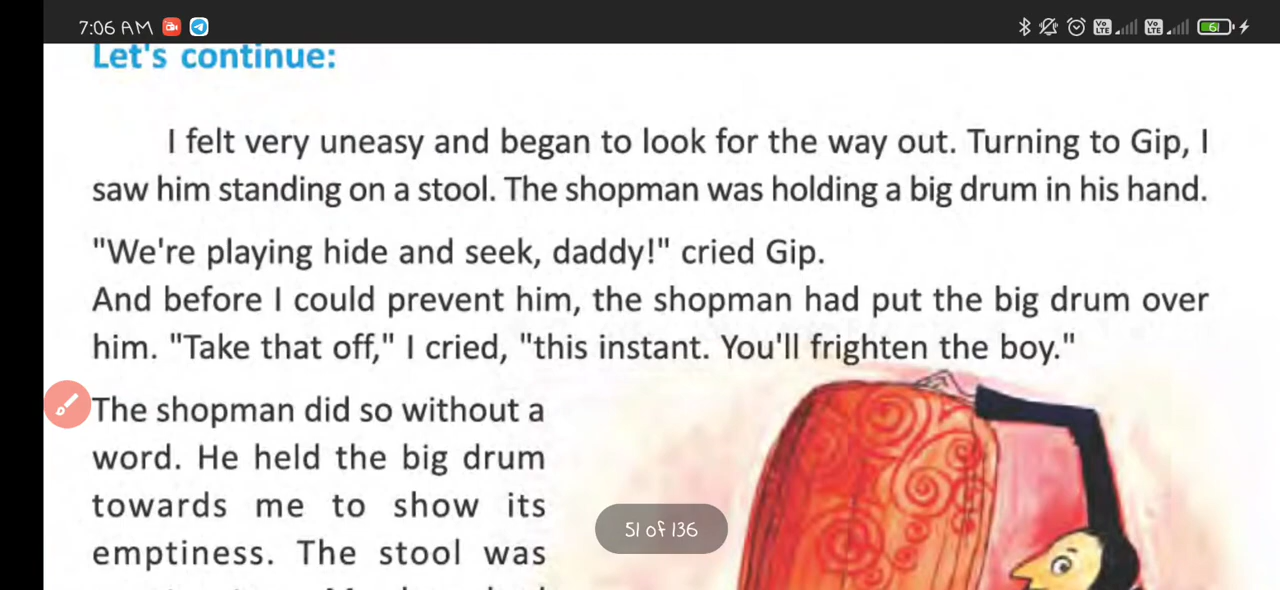 7:06 AM
VO LTE VO LTE 61
Let's continue:
I felt very uneasy and began to look for the way out. Turning to Gip, I
saw him standing on a stool. The shopman was holding a big drum in his hand.
"We're playing hide and seek, daddy!" cried Gip.
And before I could prevent him, the shopman had put the big drum over
him. "Take that off," I cried, "this instant. You'll frighten the boy."
The shopman did so without a
word. He held the big drum
towards me to show its
emptiness. The stool was
51 of 136